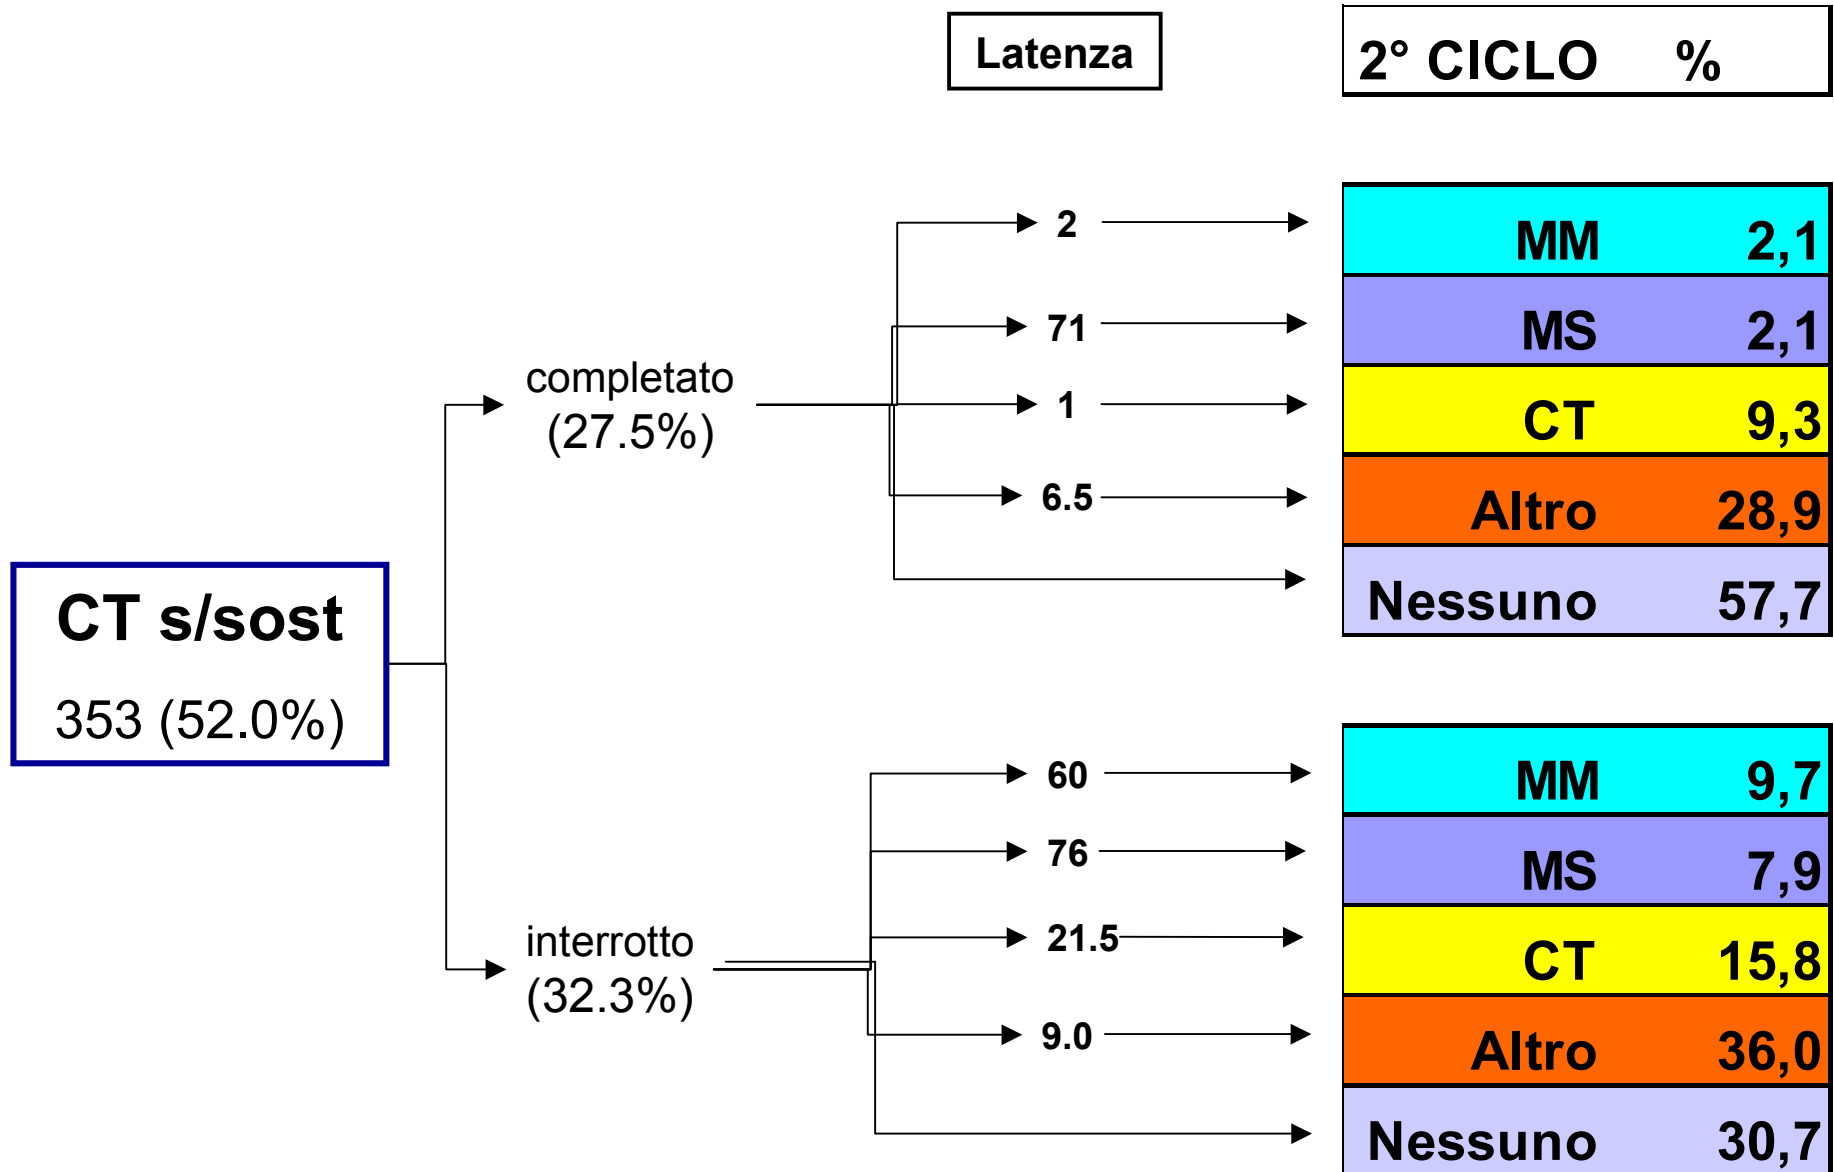 Latenza
2° CICLO %
2
MM 2,1
71
MS 2,1
completato
(27.5%)
1
CT 9,3
6.5
Altro 28,9
Nessuno 57,7
CT s/sost
353 (52.0%)
60
MM 9,7
76
MS 7,9
interrotto
(32.3%)
21.5
CT 15,8
9.0
Altro 36,0
Nessuno 30,7